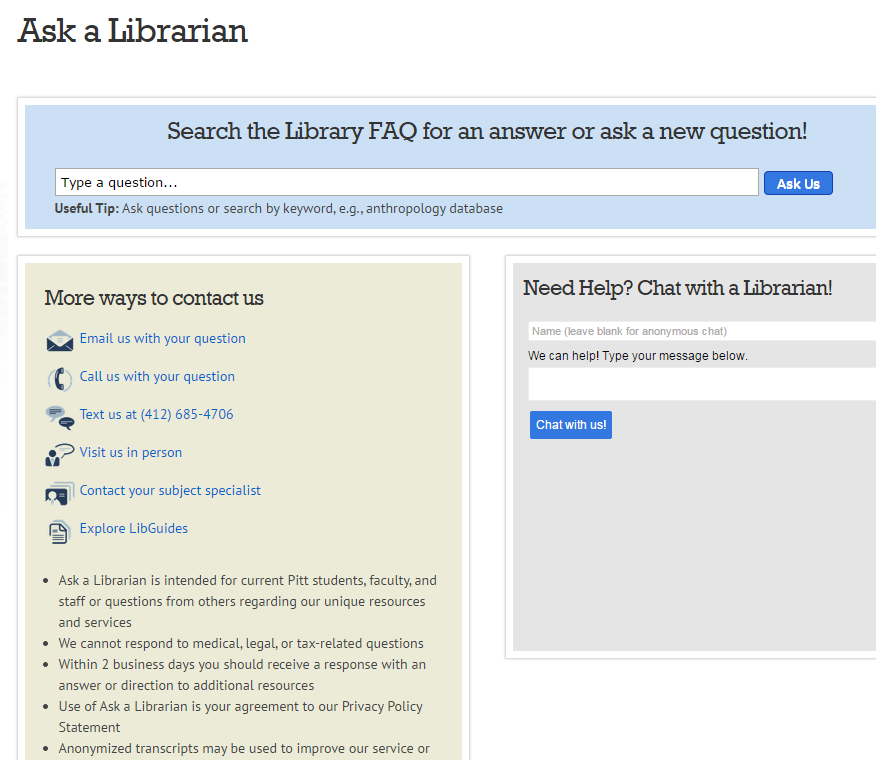 Ask a Librarian
Search the Library FAQ for an answer or ask a new question!
Type a question...
Ask Us
Useful Tip: Ask questions or search by keyword, e.g., anthropology database
More ways to contact us
Email us with your question
Call us with your question
Text us at (412) 685-4706
Visit us in person
Contact your subject specialist
Explore LibGuides
• Ask a Librarian is intended for current Pitt students, faculty, and
staff or questions from others regarding our unique resources
and services
• We cannot respond to medical, legal, or tax-related questions
• Within 2 business days you should receive a response with an
answer or direction to additional resources
• Use of Ask a Librarian is your agreement to our Privacy Policy
Statement
• Anonymized transcripts may be used to improve our service or
Need Help? Chat with a Librarian!
Name (leave blank for anonymous chat)
We can help! Type your message below.
Chat with us!